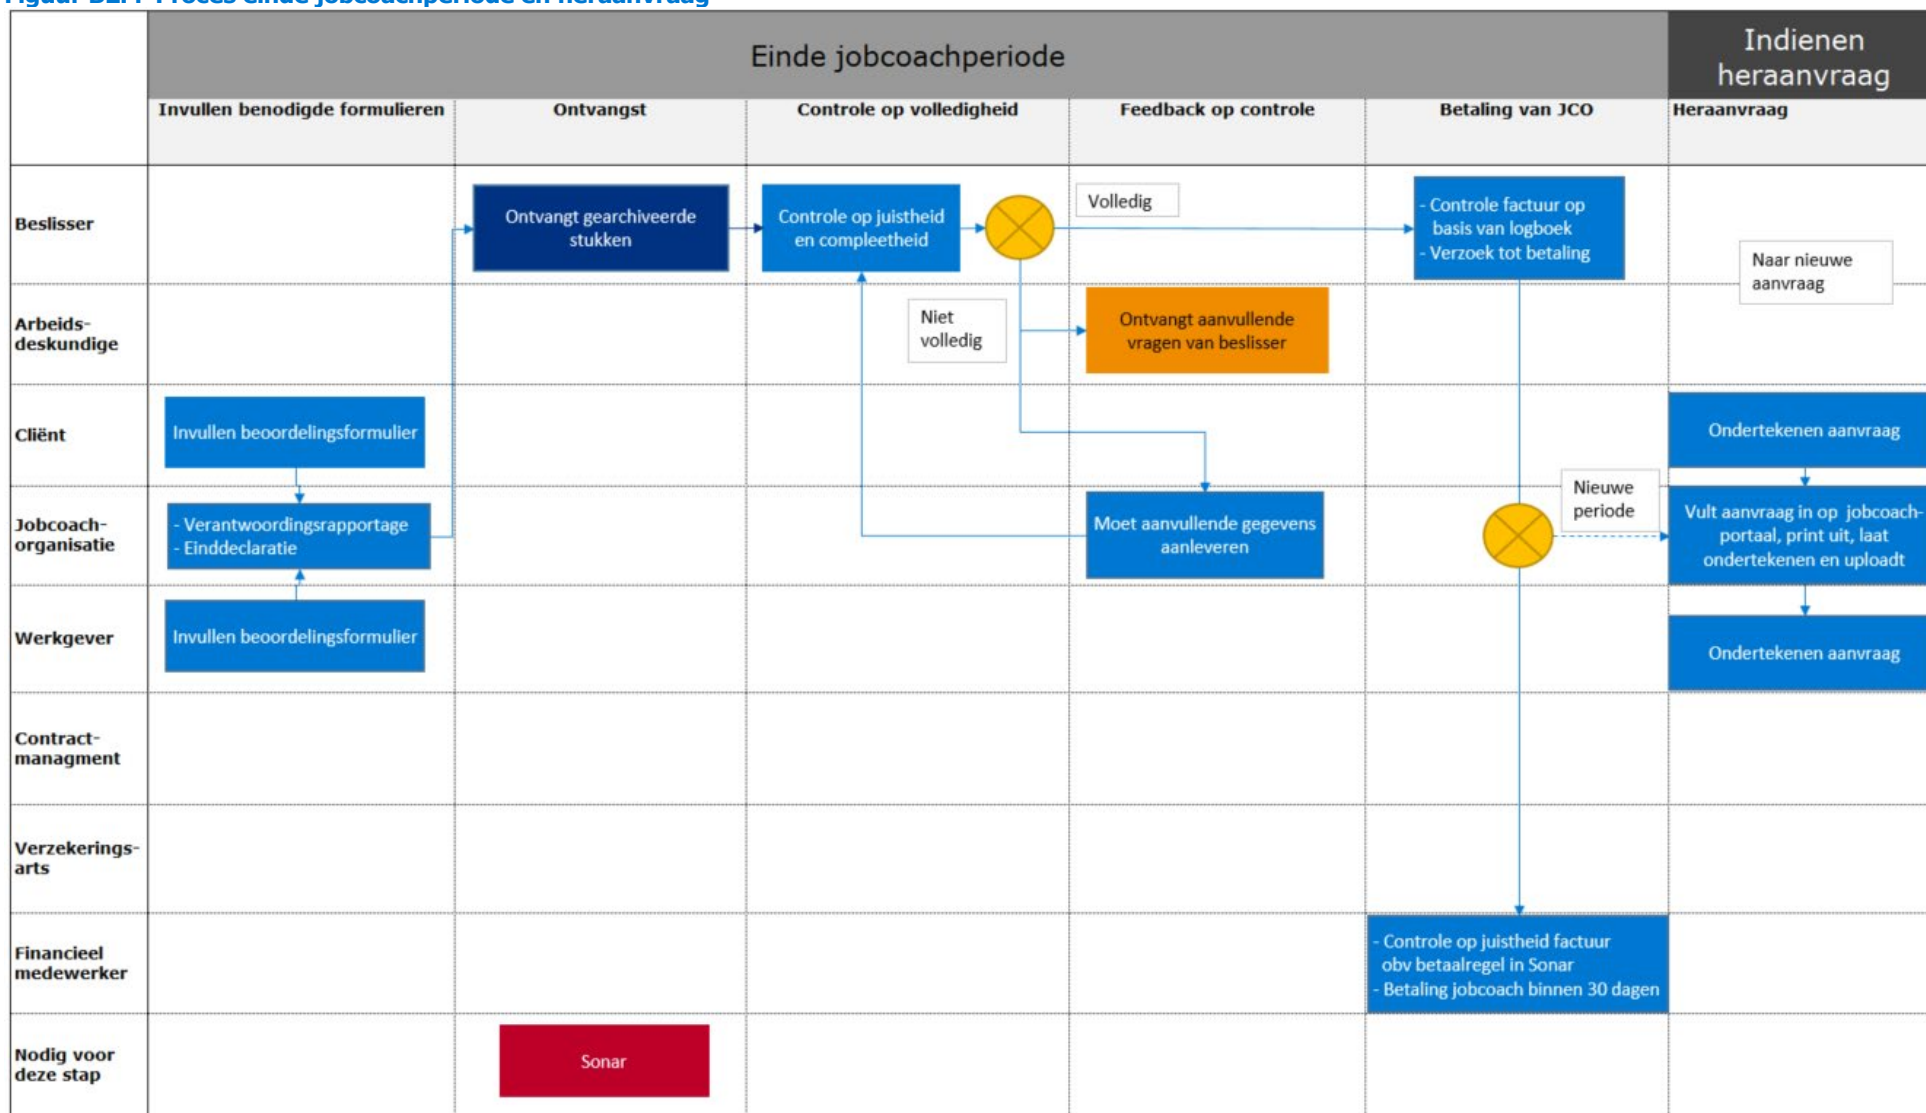 Einde jobcoachperiode
Indienen
heraanvraag
Invullen benodigde formulieren
Ontvangst
Controle op volledigheid
Feedback op controle
Betaling van JCO
Heraanvraag
Beslisser
Ontvangt gearchiveerde
stukken
Controle op juistheid
en compleetheid
Volledig
- Controle factuur op
basis van logboek
- Verzoek tot betaling
Naar nieuwe
aanvraag
Arbeids-
deskundige
Niet
volledig
Ontvangt aanvullende
vragen van beslisser
Cliënt
Invullen beoordelingsformulier
Ondertekenen aanvraag
Jobcoach-
organisatie
- Verantwoordingsrapportage
- Einddeclaratie
Moet aanvullende gegevens
aanleveren
Nieuwe
periode
Vult aanvraag in op jobcoach-
portaal, print uit, laat
ondertekenen en uploadt
Werkgever
Invullen beoordelingsformulier
Ondertekenen aanvraag
Contract-
managment
Verzekerings-
arts
Financieel
medewerker
- Controle op juistheid factuur
obv betaalregel in Sonar
- Betaling jobcoach binnen 30 dagen
Nodig voor
deze stap
Sonar